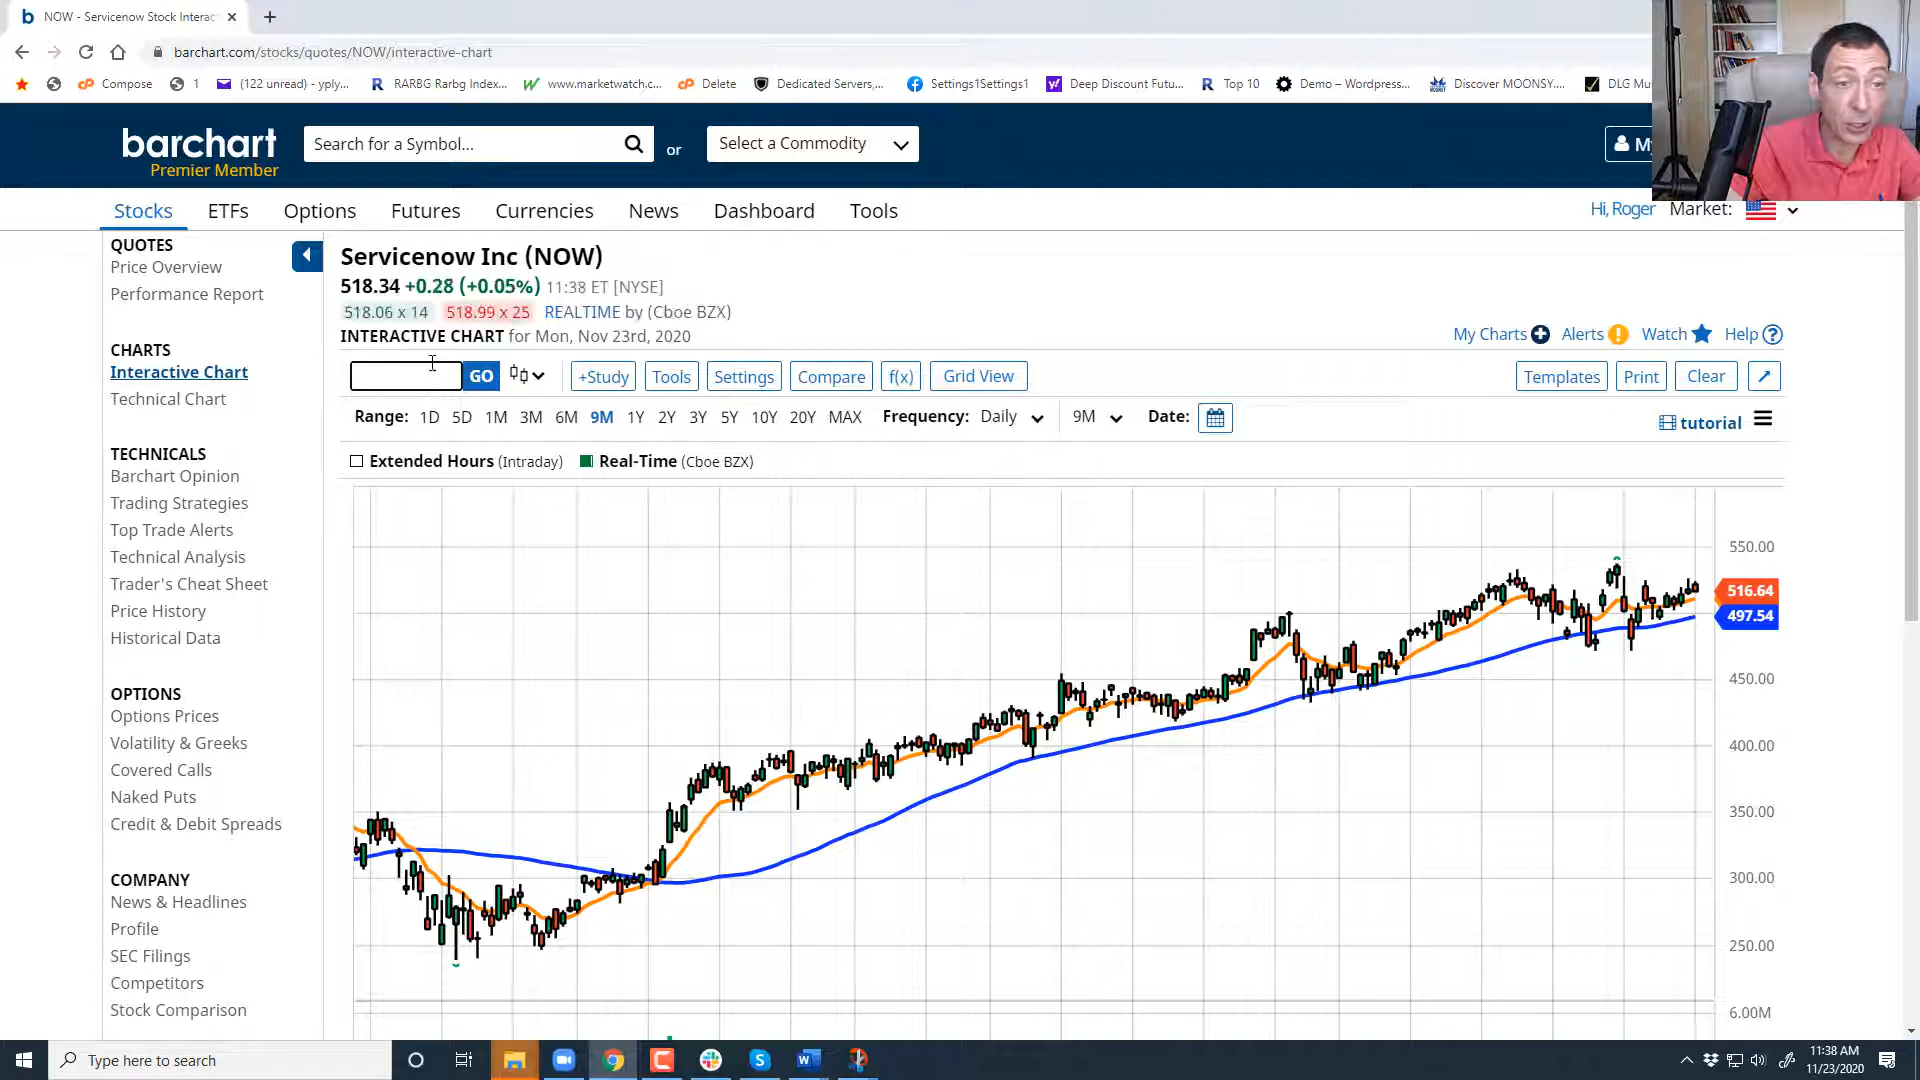 NOW - Servicenow Stock Interac
barchart.com/stocks/quotes/NOW/interactive-chart
Compose
1
(122 unread) - yply...
RARBG Rarbg Index...
www.marketwatch.c...
Delete
Dedicated Servers,...
Settings1Settings1
Deep Discount Futu...
Top 10
Demo – Wordpress...
Discover MOONSY....
DLG Mu
barchart
Premier Member
Search for a Symbol...
or
Select a Commodity
Stocks
ETFs
Options
Futures
Currencies
News
Dashboard
Tools
Hi, Roger
Market:
QUOTES
Price Overview
Performance Report
CHARTS
Interactive Chart
Technical Chart
TECHNICALS
Barchart Opinion
Trading Strategies
Top Trade Alerts
Technical Analysis
Trader's Cheat Sheet
Price History
Historical Data
OPTIONS
Options Prices
Volatility & Greeks
Covered Calls
Naked Puts
Credit & Debit Spreads
COMPANY
News & Headlines
Profile
SEC Filings
Competitors
Stock Comparison
Servicenow Inc (NOW)
518.34 +0.28 (+0.05%) 11:38 ET [NYSE]
518.06 x 14 518.99 x 25 REALTIME by (Cboe BZX)
INTERACTIVE CHART for Mon, Nov 23rd, 2020
My Charts
Alerts
Watch
Help
GO
+Study
Tools
Settings
Compare
f(x)
Grid View
Templates
Print
Clear
Range: 1D 5D 1M 3M 6M 9M 1Y 2Y 3Y 5Y 10Y 20Y MAX
Frequency: Daily
9M
Date:
tutorial
Extended Hours (Intraday)
Real-Time (Cboe BZX)
550.00
516.64
497.54
450.00
400.00
350.00
300.00
250.00
6.00M
Type here to search
11:38 AM
11/23/2020